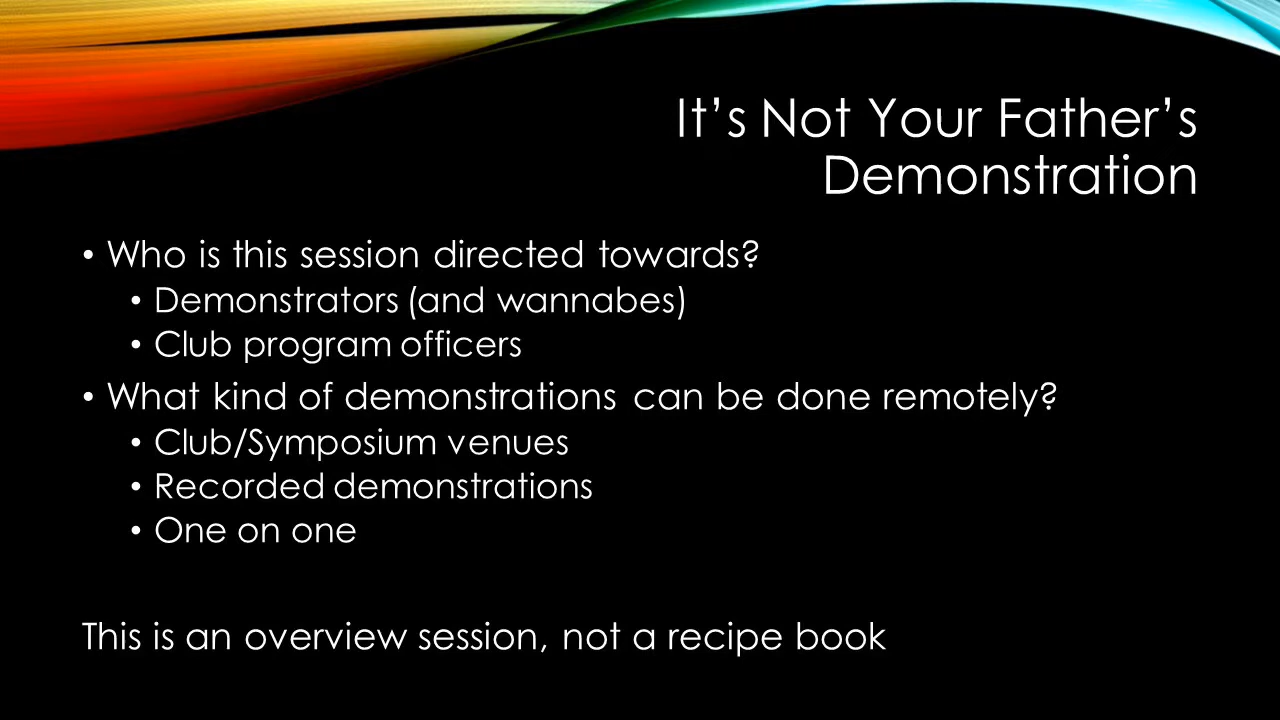 It’s Not Your Father’s
Demonstration
• Who is this session directed towards?
• Demonstrators (and wannabes)
• Club program officers
• What kind of demonstrations can be done remotely?
• Club/Symposium venues
• Recorded demonstrations
• One on one
This is an overview session, not a recipe book